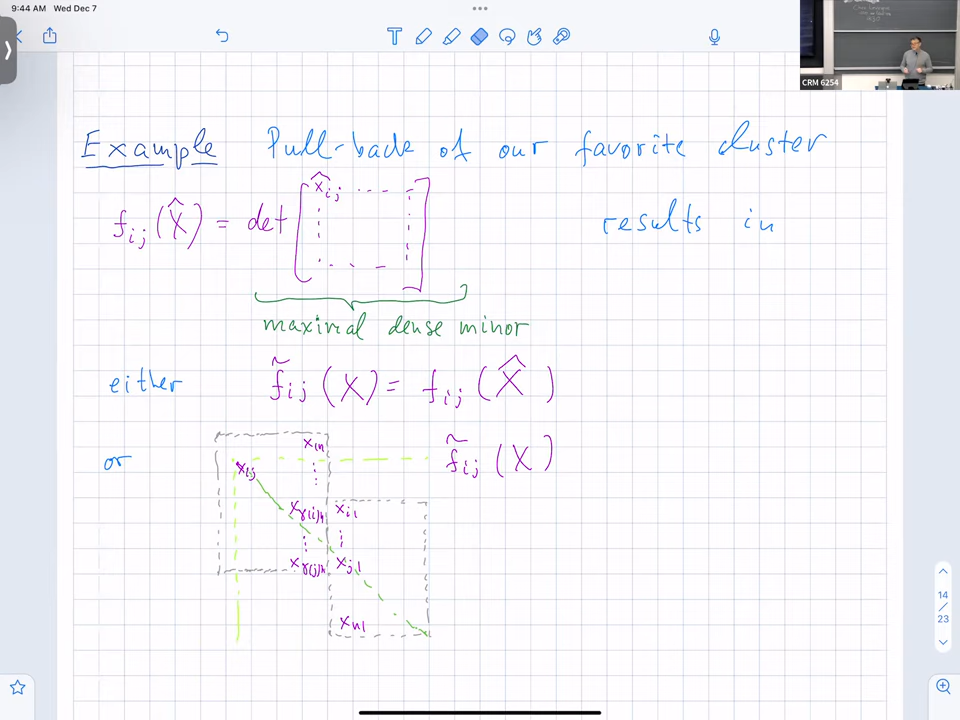 9:44 AM Wed Dec 7
CRM 6254
Example Pull-back of our favorite cluster
f_ij (X̂) = det [ x̂_ij ... ] results in
maximal dense minor
either f̃_ij (X) = f_ij (X̂)
or f̃_ij (X)
x_in
x_ij
x_γ(i)n x_i1
x_γ(j)n x_j1
x_n1
14
/
23